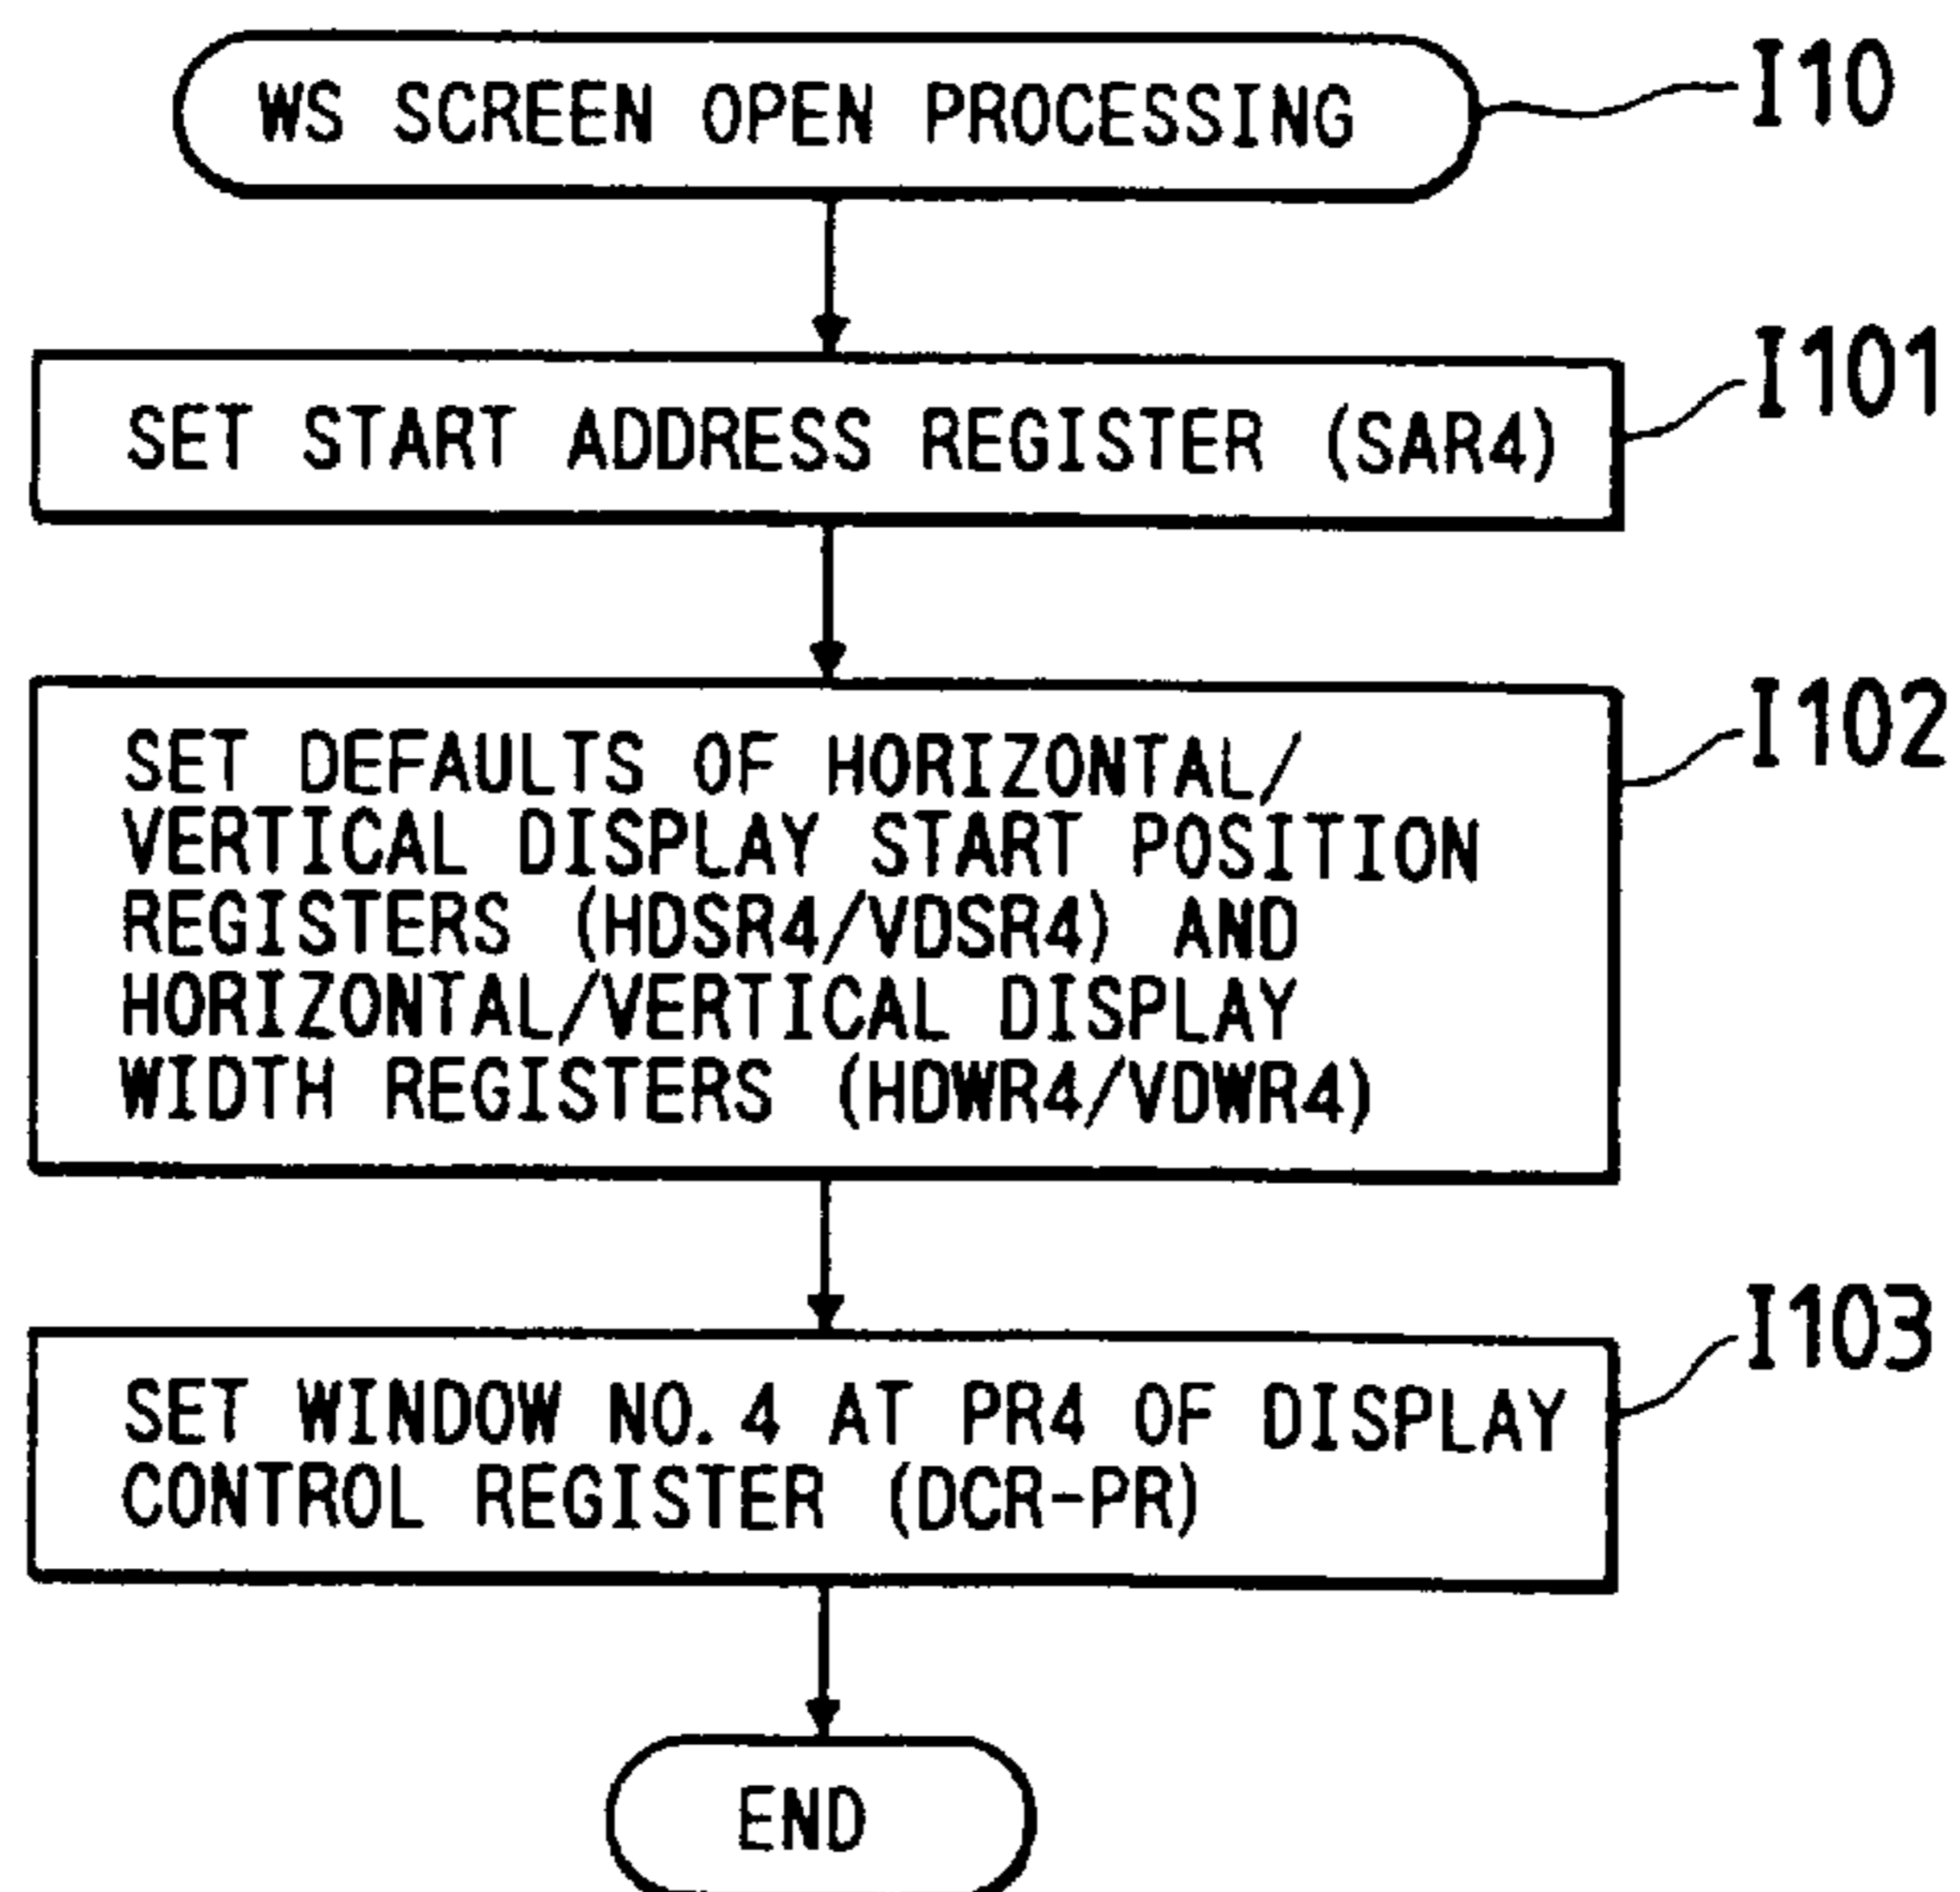 WS SCREEN OPEN PROCESSING
I10
I101
SET START ADDRESS REGISTER (SAR4)
I102
SET DEFAULTS OF HORIZONTAL/
VERTICAL DISPLAY START POSITION
REGISTERS (HDSR4/VDSR4) AND
HORIZONTAL/VERTICAL DISPLAY
WIDTH REGISTERS (HDWR4/VDWR4)
I103
SET WINDOW NO.4 AT PR4 OF DISPLAY
CONTROL REGISTER (DCR-PR)
END